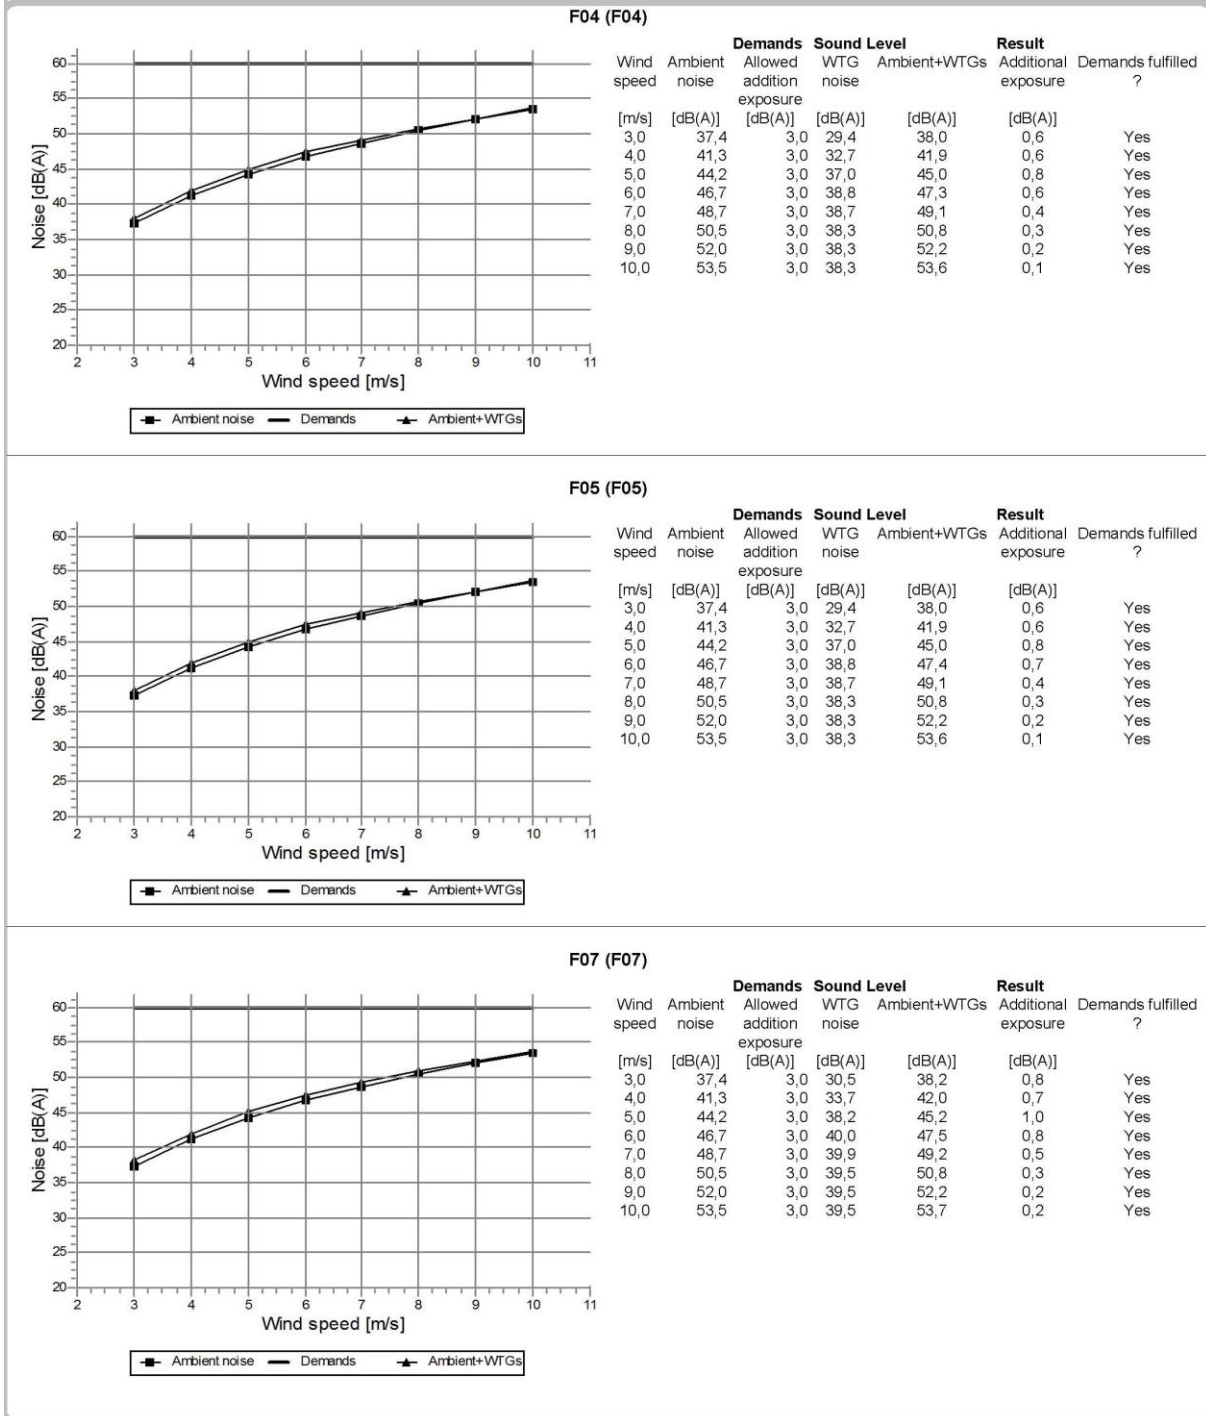 F04 (F04)
60
55
50
45
40
35
30
25
20
2 3 4 5 6 7 8 9 10 11
Noise [dB(A)]
Wind speed [m/s]
Ambient noise Demands Ambient+WTGs
Demands Sound Level Result
Wind Ambient Allowed WTG Ambient+WTGs Additional Demands fulfilled
speed noise addition noise exposure ?
exposure
[m/s] [dB(A)] [dB(A)] [dB(A)] [dB(A)] [dB(A)]
3,0 37,4 3,0 29,4 38,0 0,6 Yes
4,0 41,3 3,0 32,7 41,9 0,6 Yes
5,0 44,2 3,0 37,0 45,0 0,8 Yes
6,0 46,7 3,0 38,8 47,3 0,6 Yes
7,0 48,7 3,0 38,7 49,1 0,4 Yes
8,0 50,5 3,0 38,3 50,8 0,3 Yes
9,0 52,0 3,0 38,3 52,2 0,2 Yes
10,0 53,5 3,0 38,3 53,6 0,1 Yes
F05 (F05)
60
55
50
45
40
35
30
25
20
2 3 4 5 6 7 8 9 10 11
Noise [dB(A)]
Wind speed [m/s]
Ambient noise Demands Ambient+WTGs
Demands Sound Level Result
Wind Ambient Allowed WTG Ambient+WTGs Additional Demands fulfilled
speed noise addition noise exposure ?
exposure
[m/s] [dB(A)] [dB(A)] [dB(A)] [dB(A)] [dB(A)]
3,0 37,4 3,0 29,4 38,0 0,6 Yes
4,0 41,3 3,0 32,7 41,9 0,6 Yes
5,0 44,2 3,0 37,0 45,0 0,8 Yes
6,0 46,7 3,0 38,8 47,4 0,7 Yes
7,0 48,7 3,0 38,7 49,1 0,4 Yes
8,0 50,5 3,0 38,3 50,8 0,3 Yes
9,0 52,0 3,0 38,3 52,2 0,2 Yes
10,0 53,5 3,0 38,3 53,6 0,1 Yes
F07 (F07)
60
55
50
45
40
35
30
25
20
2 3 4 5 6 7 8 9 10 11
Noise [dB(A)]
Wind speed [m/s]
Ambient noise Demands Ambient+WTGs
Demands Sound Level Result
Wind Ambient Allowed WTG Ambient+WTGs Additional Demands fulfilled
speed noise addition noise exposure ?
exposure
[m/s] [dB(A)] [dB(A)] [dB(A)] [dB(A)] [dB(A)]
3,0 37,4 3,0 30,5 38,2 0,8 Yes
4,0 41,3 3,0 33,7 42,0 0,7 Yes
5,0 44,2 3,0 38,2 45,2 1,0 Yes
6,0 46,7 3,0 40,0 47,5 0,8 Yes
7,0 48,7 3,0 39,9 49,2 0,5 Yes
8,0 50,5 3,0 39,5 50,8 0,3 Yes
9,0 52,0 3,0 39,5 52,2 0,2 Yes
10,0 53,5 3,0 39,5 53,7 0,2 Yes